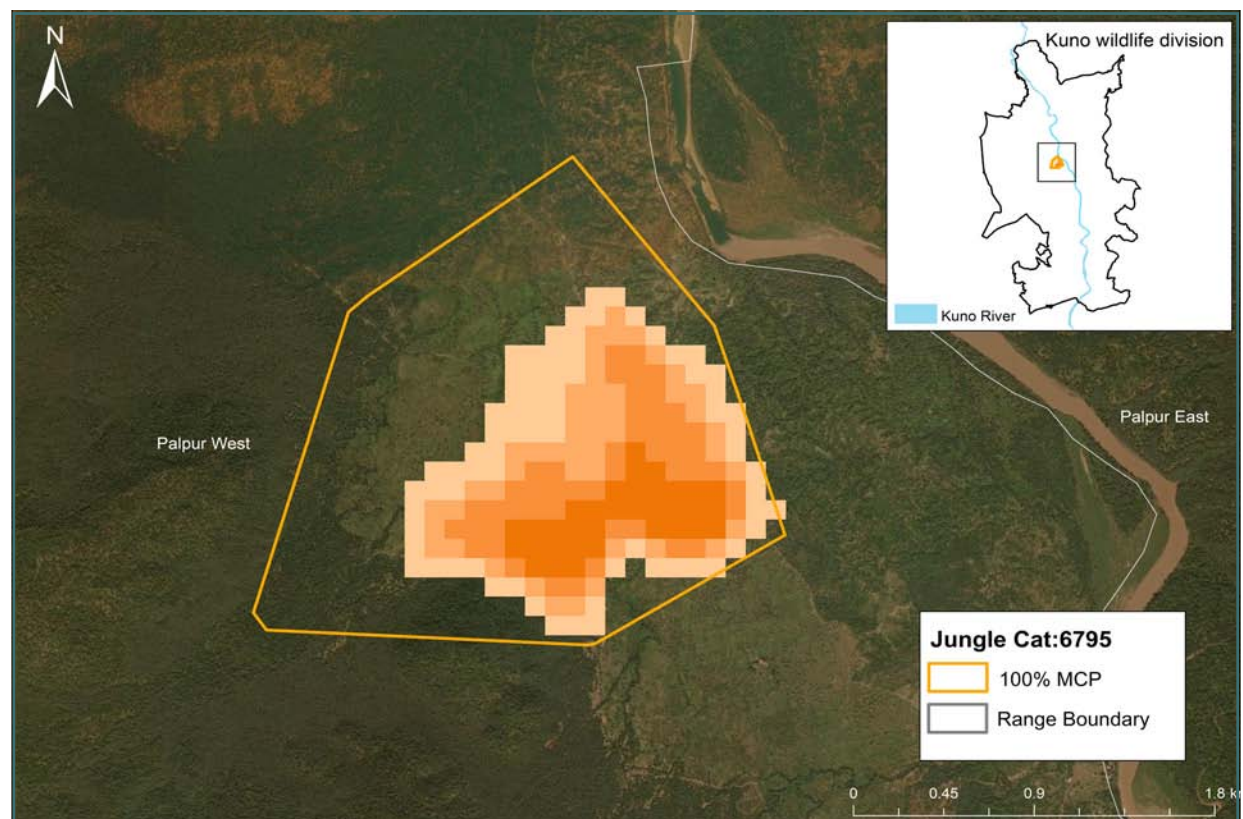 N
Kuno wildlife division
Kuno River
Palpur West
Palpur East
Jungle Cat:6795
100% MCP
Range Boundary
0 0.45 0.9 1.8 km